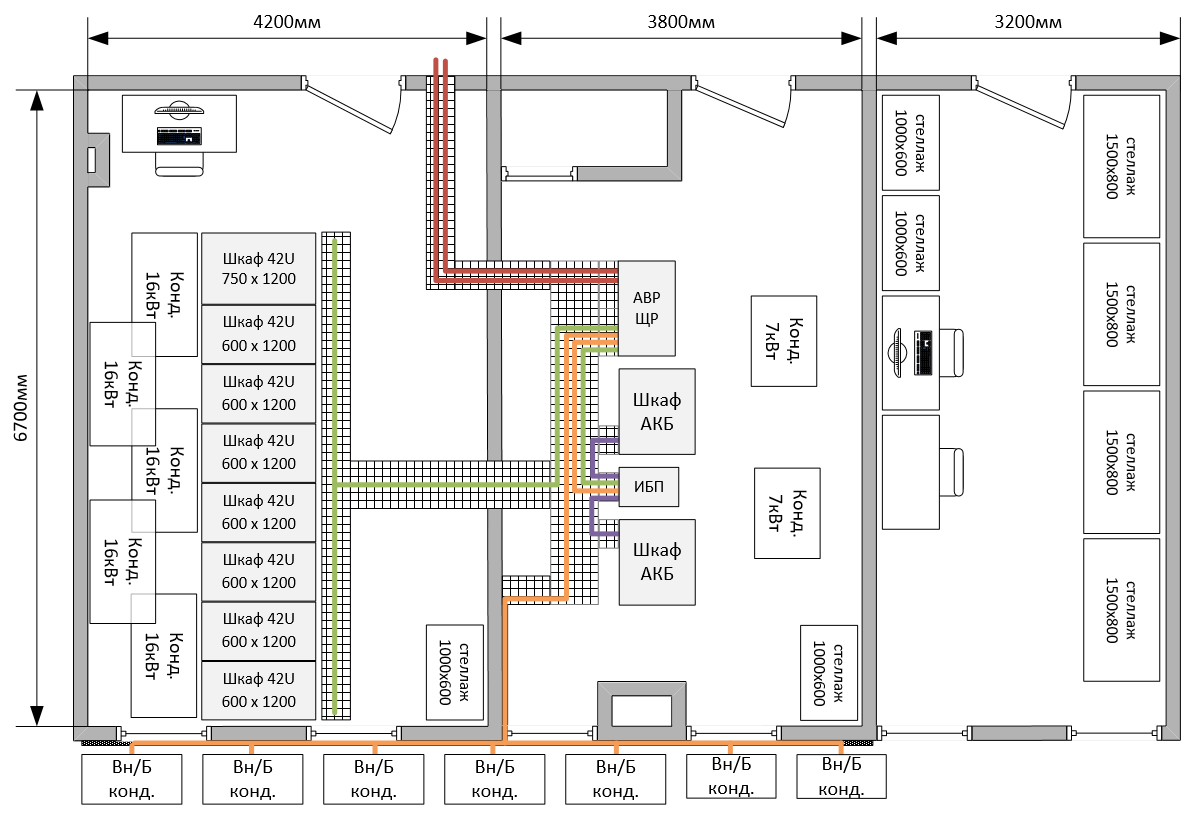 4200мм
3800мм
3200мм
6700мм
Шкаф 42U
750 x 1200
Шкаф 42U
600 x 1200
Шкаф 42U
600 x 1200
Шкаф 42U
600 x 1200
Шкаф 42U
600 x 1200
Шкаф 42U
600 x 1200
Шкаф 42U
600 x 1200
Шкаф 42U
600 x 1200
Конд.
16кВт
Конд.
16кВт
Конд.
16кВт
Конд.
16кВт
Конд.
16кВт
стеллаж
1000x600
АВР
ЩР
Шкаф
АКБ
ИБП
Шкаф
АКБ
Конд.
7кВт
Конд.
7кВт
стеллаж
1000x600
стеллаж
1000x600
стеллаж
1000x600
стеллаж
1500x800
стеллаж
1500x800
стеллаж
1500x800
стеллаж
1500x800
Вн/Б
конд.
Вн/Б
конд.
Вн/Б
конд.
Вн/Б
конд.
Вн/Б
конд.
Вн/Б
конд.
Вн/Б
конд.